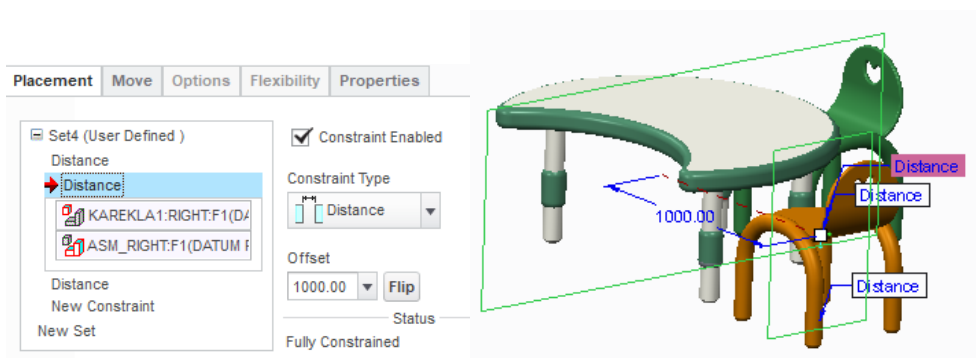 Placement Move Options Flexibility Properties
Set4 (User Defined )
Distance
Distance
KAREKLA1:RIGHT:F1(DA
ASM_RIGHT:F1(DATUM F
Distance
New Constraint
New Set
Constraint Enabled
Constraint Type
Distance
Offset
1000.00 Flip
Status
Fully Constrained
Distance
Distance
1000.00
Distance